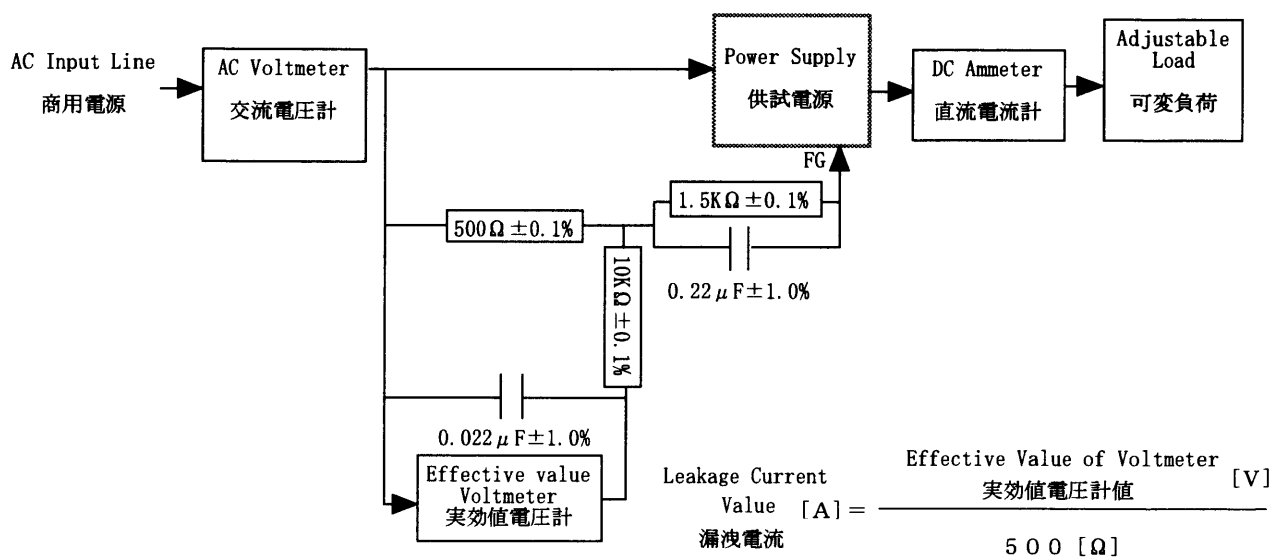 AC Input Line
商用電源
AC Voltmeter
交流電圧計
Power Supply
供試電源
FG
DC Ammeter
直流電流計
Adjustable
Load
可変負荷
1.5KΩ±0.1%
500Ω±0.1%
10KΩ±0.1%
0.22μF±1.0%
0.022μF±1.0%
Effective value
Voltmeter
実効値電圧計
Leakage Current
Value [A]=
漏洩電流
Effective Value of Voltmeter
実効値電圧計値 [V]
500[Ω]